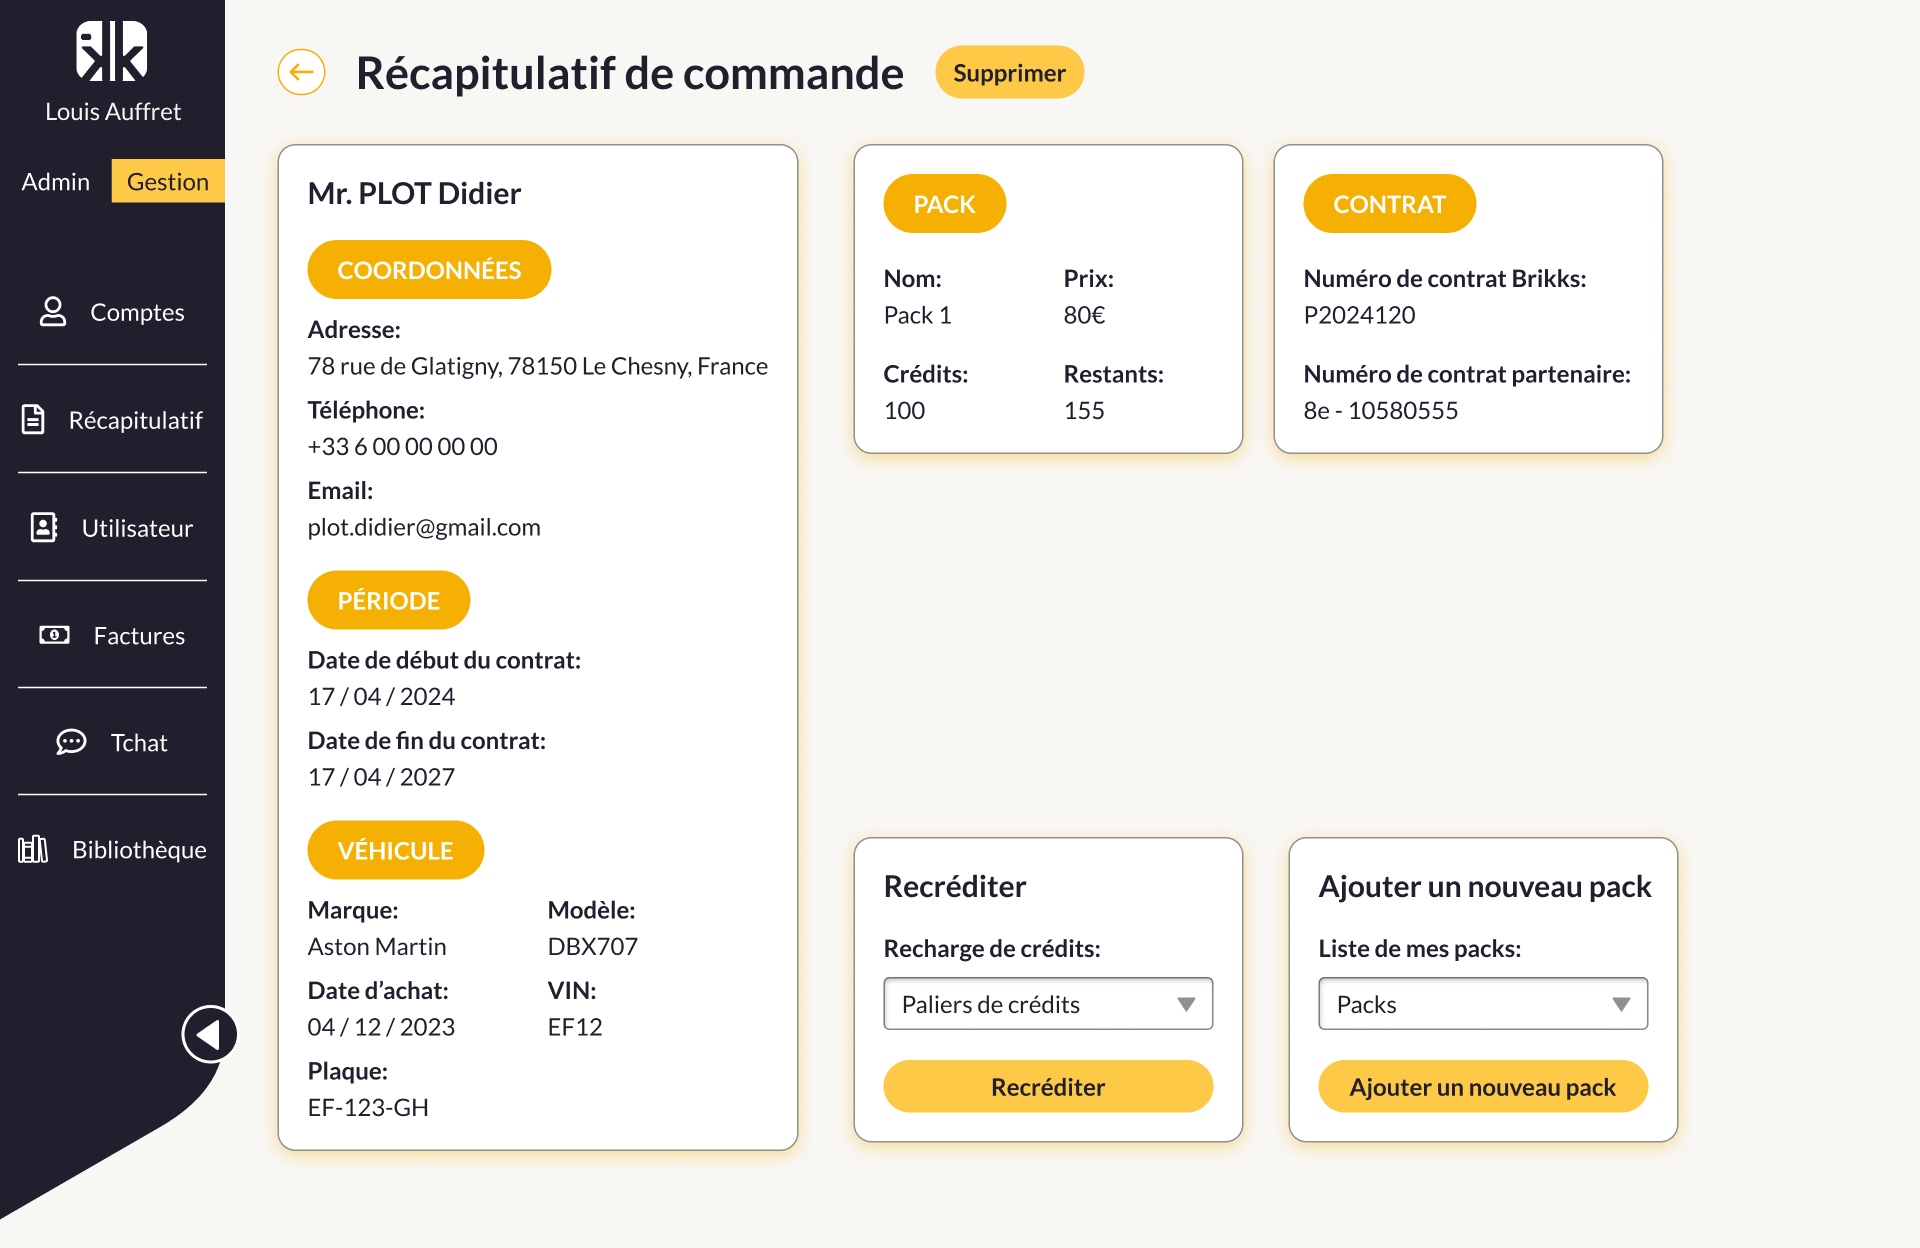 Louis Auffret
Admin
Gestion
Comptes
Récapitulatif
Utilisateur
Factures
Tchat
Bibliothèque
Récapitulatif de commande
Supprimer
Mr. PLOT Didier
COORDONNÉES
Adresse:
78 rue de Glatigny, 78150 Le Chesny, France
Téléphone:
+33 6 00 00 00 00
Email:
plot.didier@gmail.com
PÉRIODE
Date de début du contrat:
17 / 04 / 2024
Date de fin du contrat:
17 / 04 / 2027
VÉHICULE
Marque:
Aston Martin
Modèle:
DBX707
Date d’achat:
04 / 12 / 2023
VIN:
EF12
Plaque:
EF-123-GH
PACK
Nom:
Pack 1
Prix:
80€
Crédits:
100
Restants:
155
CONTRAT
Numéro de contrat Brikks:
P2024120
Numéro de contrat partenaire:
8e - 10580555
Recréditer
Recharge de crédits:
Paliers de crédits
Recréditer
Ajouter un nouveau pack
Liste de mes packs:
Packs
Ajouter un nouveau pack